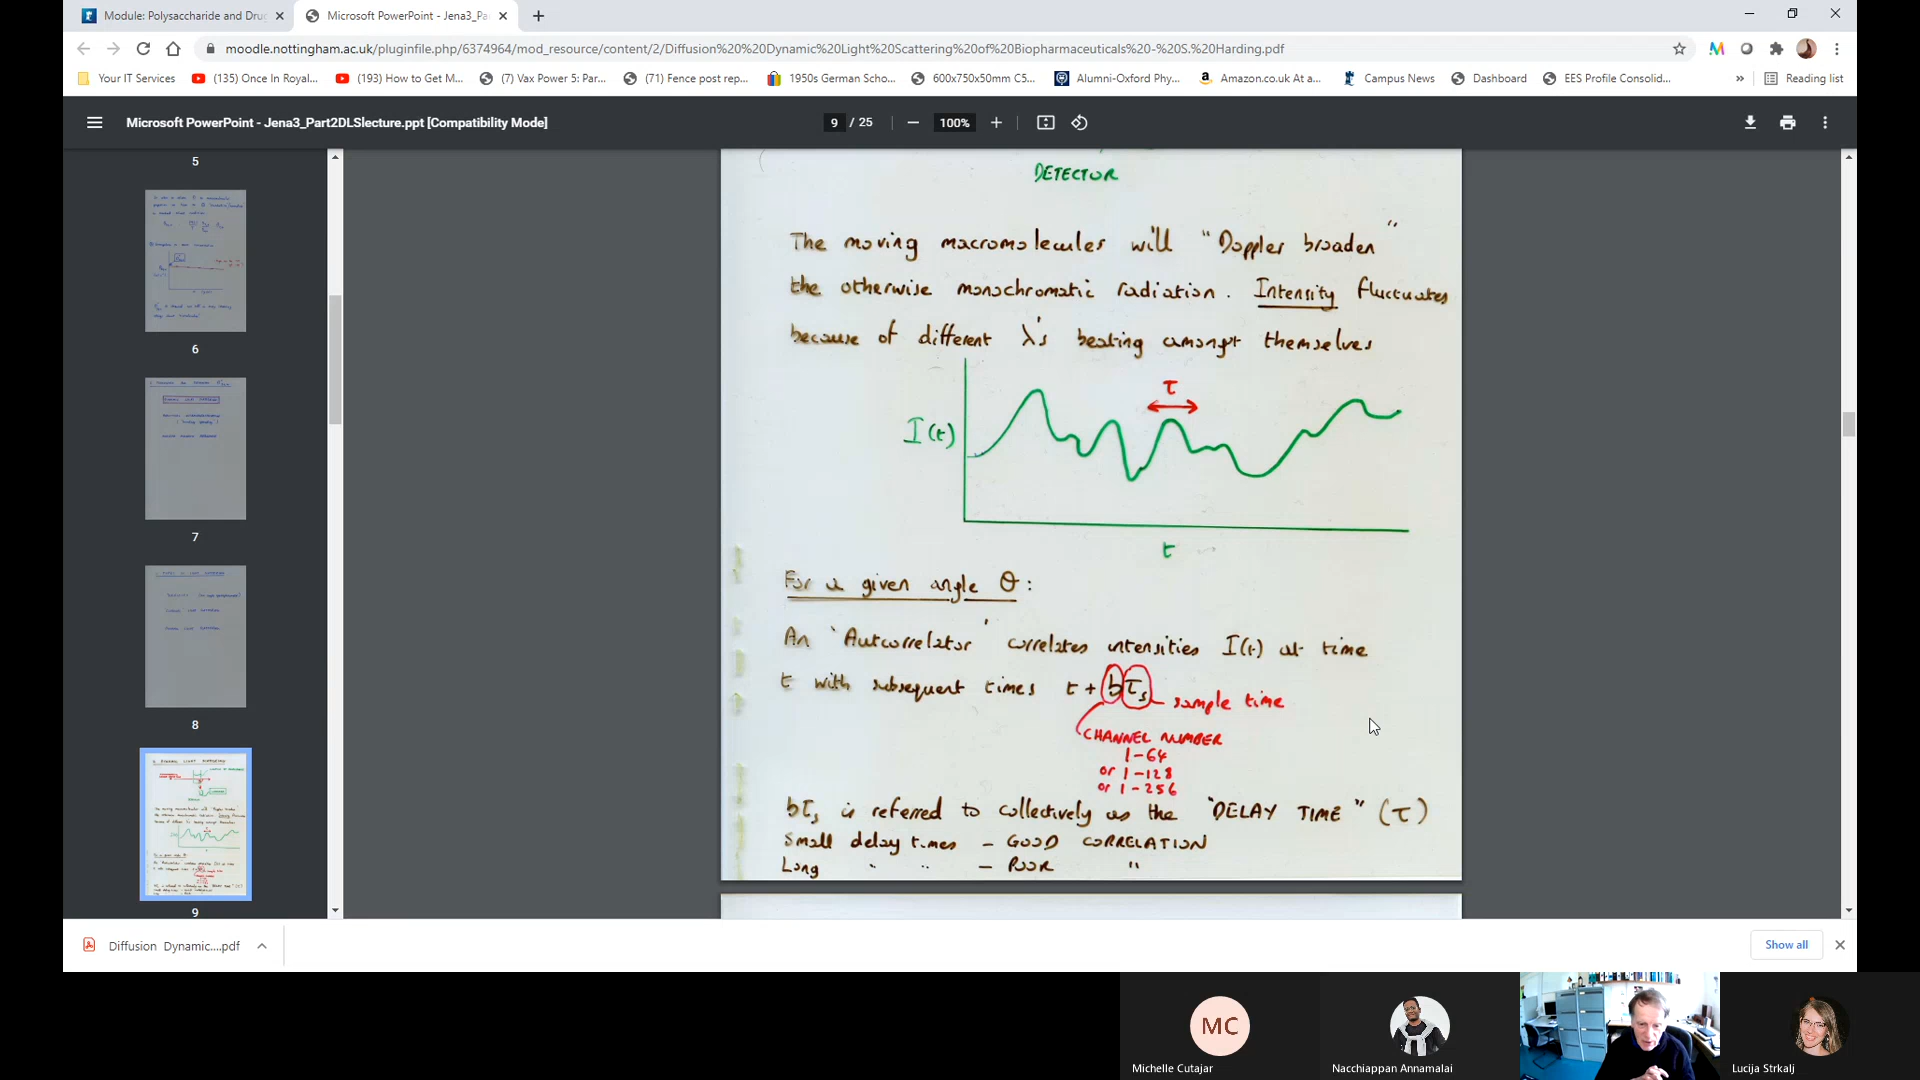 Module: Polysaccharide and Drug
Microsoft PowerPoint - Jena3_Pa
moodle.nottingham.ac.uk/pluginfile.php/6374964/mod_resource/content/2/Diffusion%20%20Dynamic%20Light%20Scattering%20of%20Biopharmaceuticals%20-%20S.%20Harding.pdf
Your IT Services
(135) Once In Royal...
(193) How to Get M...
(7) Vax Power 5: Par...
(71) Fence post rep...
1950s German Scho...
600x750x50mm C5...
Alumni-Oxford Phy...
Amazon.co.uk At a...
Campus News
Dashboard
EES Profile Consolid...
»
Reading list
Microsoft PowerPoint - Jena3_Part2DLSlecture.ppt [Compatibility Mode]
9 / 25
100%
5
6
7
8
9
DETECTOR
The moving macromolecules will "Doppler broaden"
the otherwise monochromatic radiation. Intensity fluctuates
because of different λ's beating amongst themselves
τ
I(t)
t
For a given angle θ:
An 'Autocorrelator' correlates intensities I(t) at time
t with subsequent times t + bτs sample time
CHANNEL NUMBER
1-64
or 1-128
or 1-256
bτs is referred to collectively as the "DELAY TIME" (τ)
Small delay times - GOOD CORRELATION
Long " " - POOR "
Diffusion Dynamic....pdf
Show all
MC
Michelle Cutajar
Nacchiappan Annamalai
Lucija Strkalj